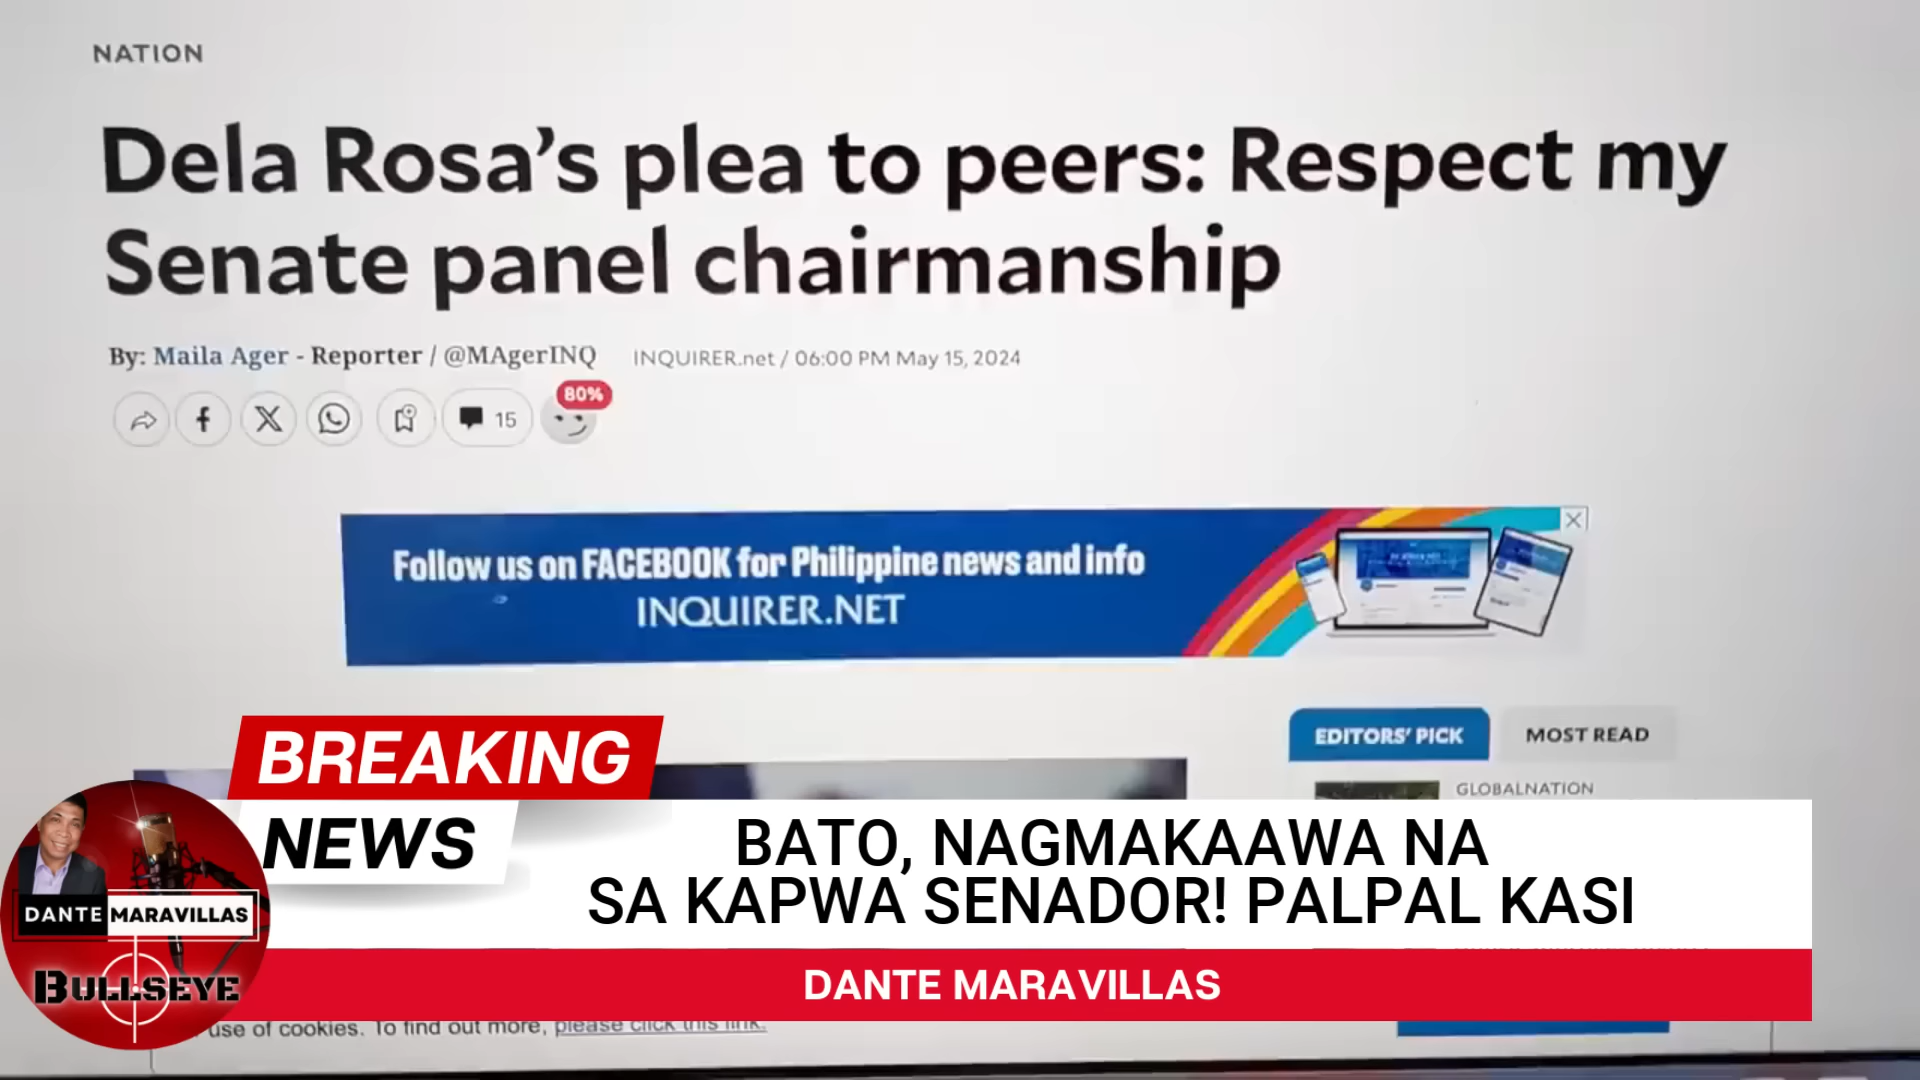 NATION
Dela Rosa's plea to peers: Respect my
Senate panel chairmanship
By: Maila Ager - Reporter / @MAgerINQ
INQUIRER.net / 06:00 PM May 15, 2024
80%
15
Follow us on FACEBOOK for Philippine news and info
INQUIRER.NET
EDITORS' PICK
MOST READ
GLOBALNATION
BREAKING
NEWS
BATO, NAGMAKAAWA NA
SA KAPWA SENADOR! PALPAL KASI
DANTE MARAVILLAS
DANTE MARAVILLAS
BULLSEYE
use of cookies. To find out more, please click this link.